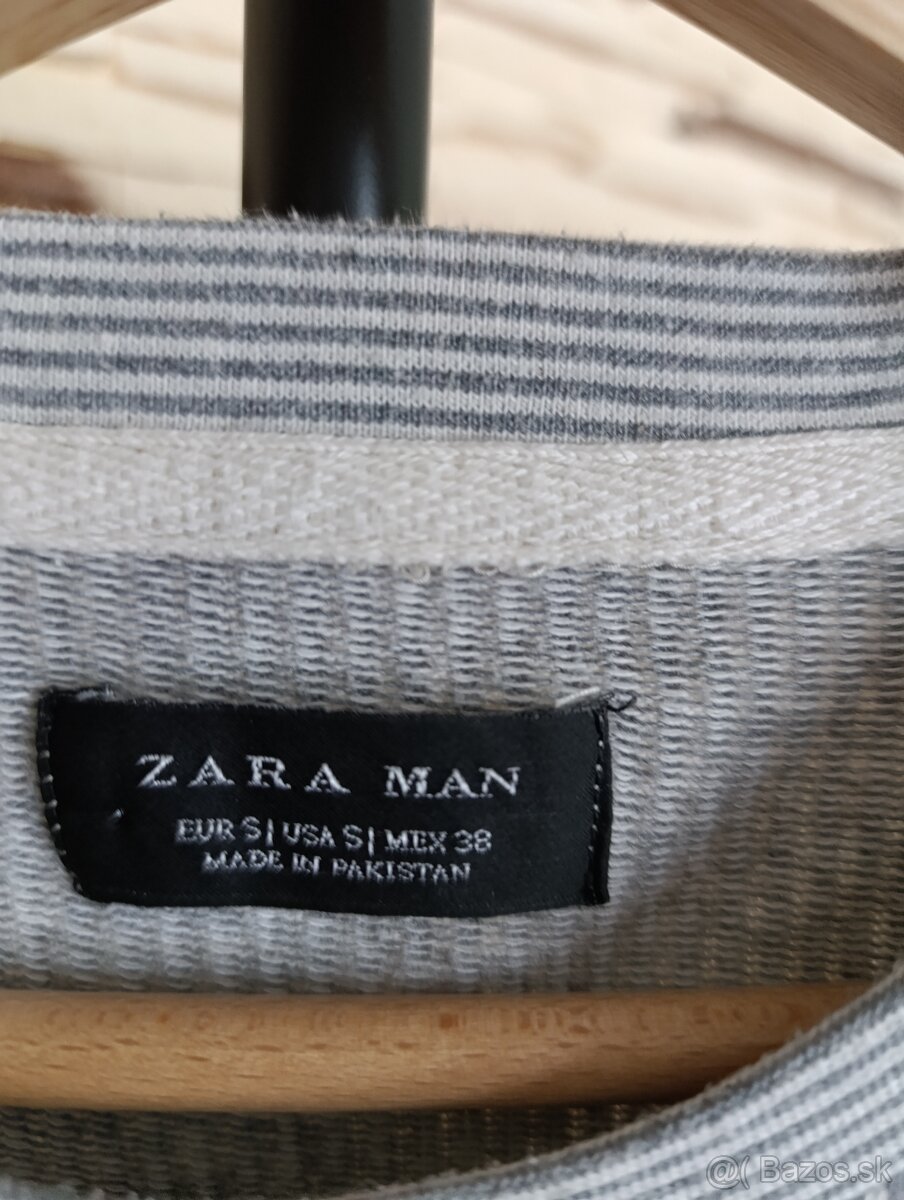 ZARA MAN
EUR S| USA S| MEX 38
MADE IN PAKISTAN
@( Bazos.sk